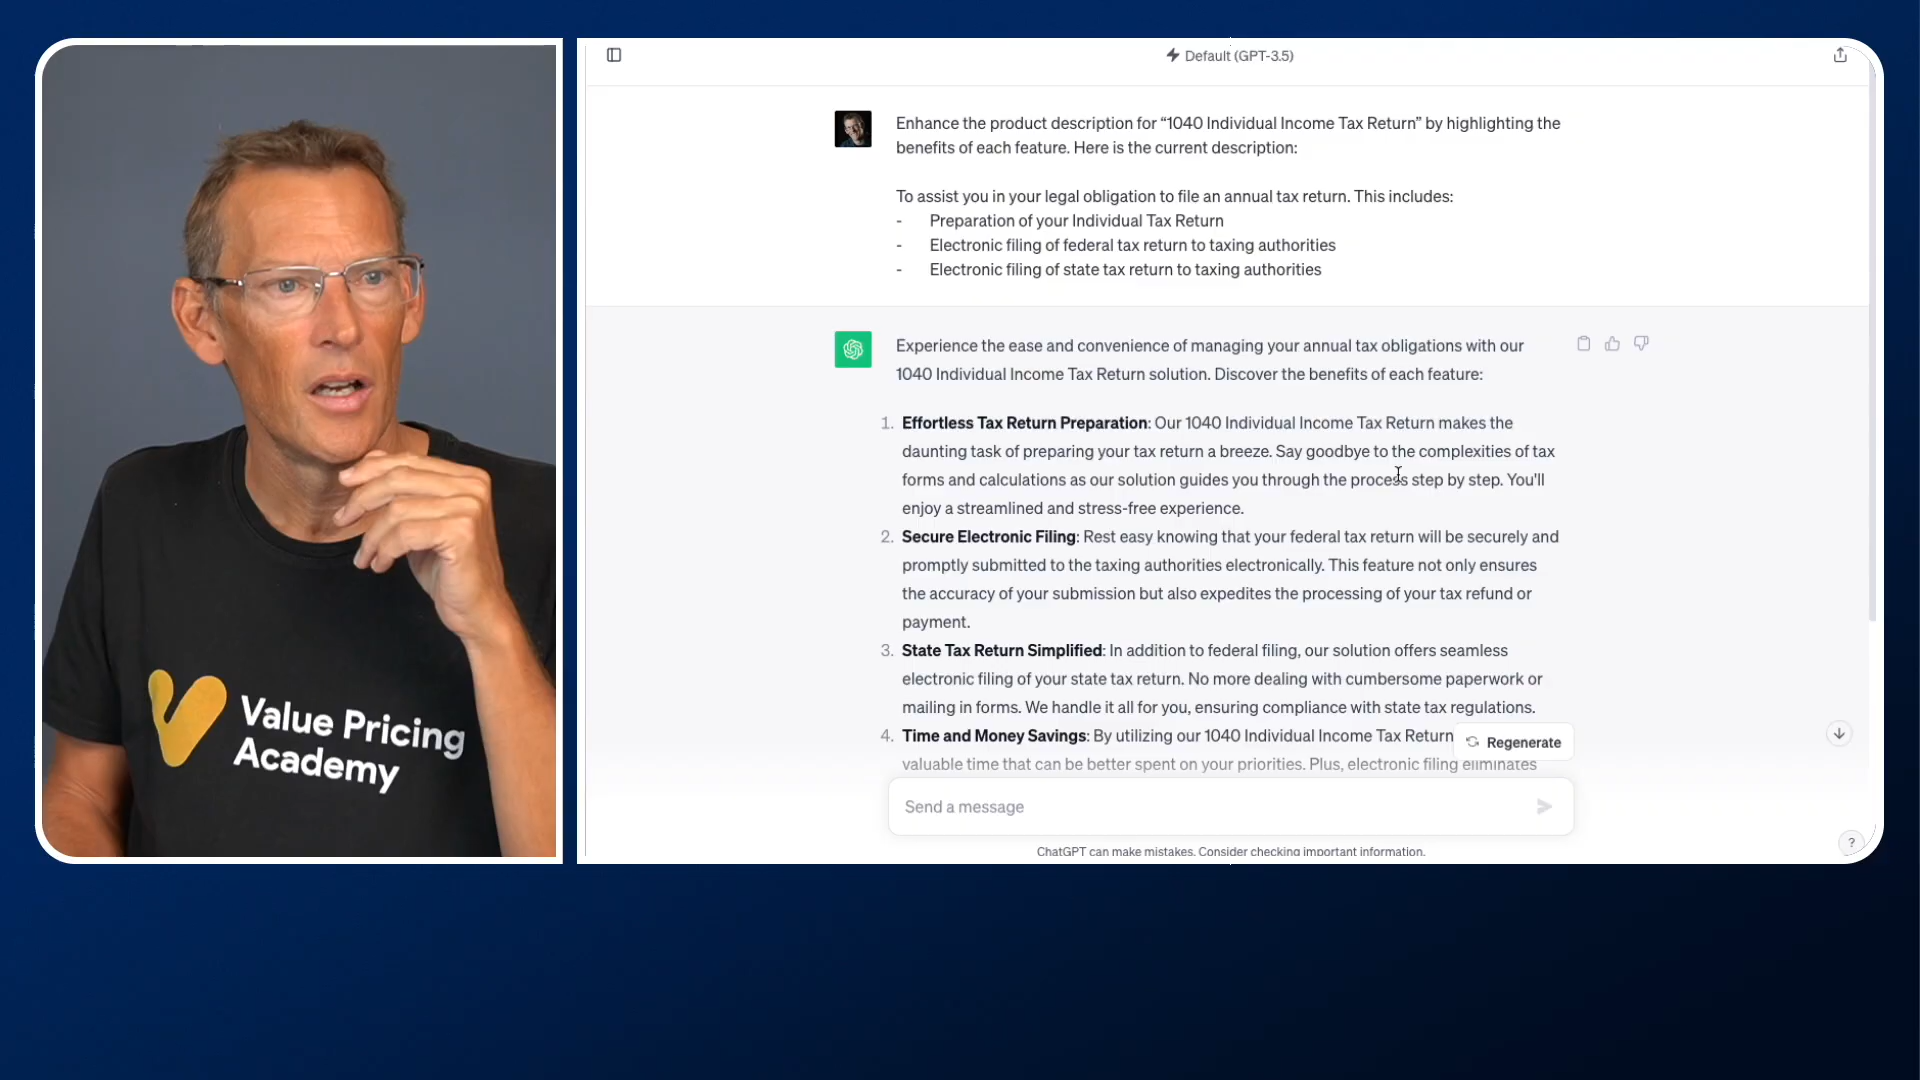 Value Pricing
Academy
Default (GPT-3.5)
Enhance the product description for “1040 Individual Income Tax Return” by highlighting the
benefits of each feature. Here is the current description:
To assist you in your legal obligation to file an annual tax return. This includes:
- Preparation of your Individual Tax Return
- Electronic filing of federal tax return to taxing authorities
- Electronic filing of state tax return to taxing authorities
Experience the ease and convenience of managing your annual tax obligations with our
1040 Individual Income Tax Return solution. Discover the benefits of each feature:
1. Effortless Tax Return Preparation: Our 1040 Individual Income Tax Return makes the
daunting task of preparing your tax return a breeze. Say goodbye to the complexities of tax
forms and calculations as our solution guides you through the process step by step. You'll
enjoy a streamlined and stress-free experience.
2. Secure Electronic Filing: Rest easy knowing that your federal tax return will be securely and
promptly submitted to the taxing authorities electronically. This feature not only ensures
the accuracy of your submission but also expedites the processing of your tax refund or
payment.
3. State Tax Return Simplified: In addition to federal filing, our solution offers seamless
electronic filing of your state tax return. No more dealing with cumbersome paperwork or
mailing in forms. We handle it all for you, ensuring compliance with state tax regulations.
4. Time and Money Savings: By utilizing our 1040 Individual Income Tax Return
Regenerate
valuable time that can be better spent on your priorities. Plus, electronic filing eliminates
Send a message
ChatGPT can make mistakes. Consider checking important information.
?